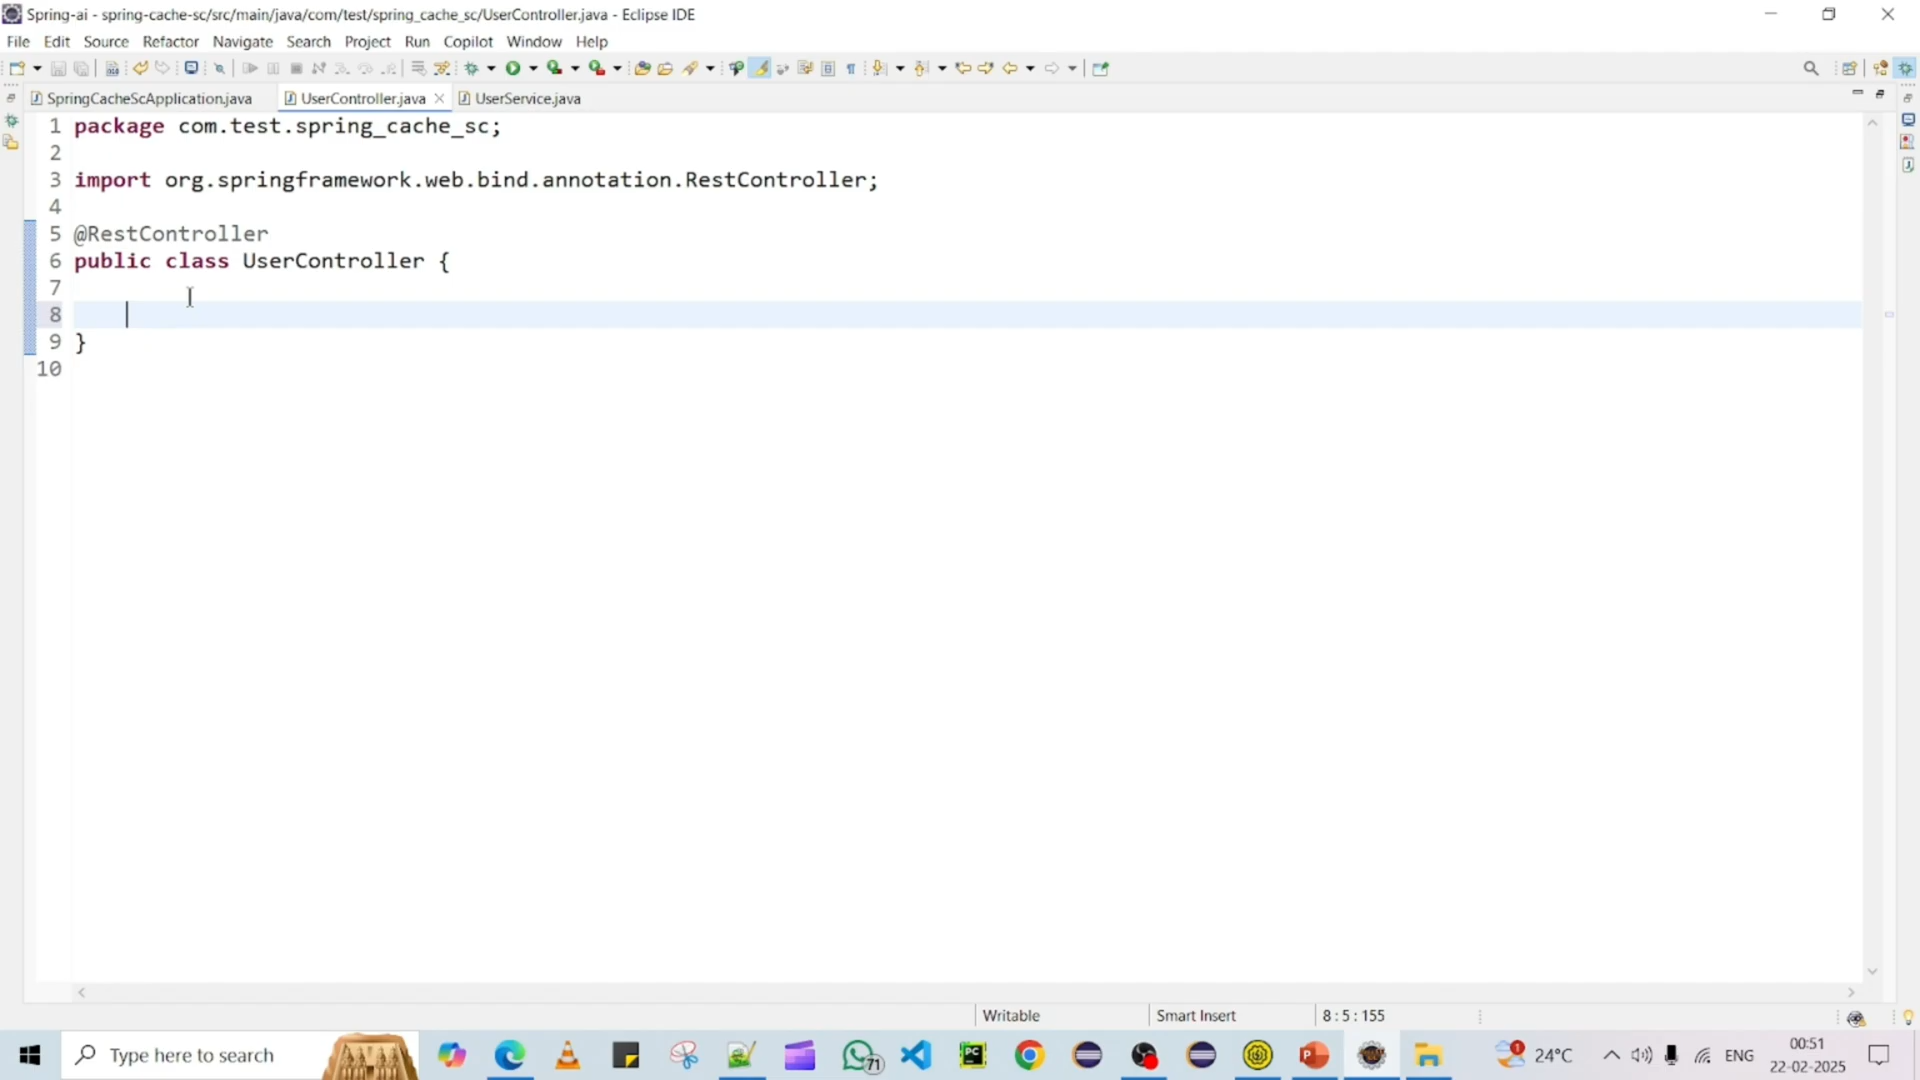 Spring-ai - spring-cache-sc/src/main/java/com/test/spring_cache_sc/UserController.java - Eclipse IDE
File Edit Source Refactor Navigate Search Project Run Copilot Window Help
SpringCacheScApplication.java UserController.java UserService.java
1 package com.test.spring_cache_sc;
2
3 import org.springframework.web.bind.annotation.RestController;
4
5 @RestController
6 public class UserController {
7
8
9 }
10
Writable Smart Insert 8 : 5 : 155
Type here to search 71 PC 1 24°C ENG 00:51
22-02-2025